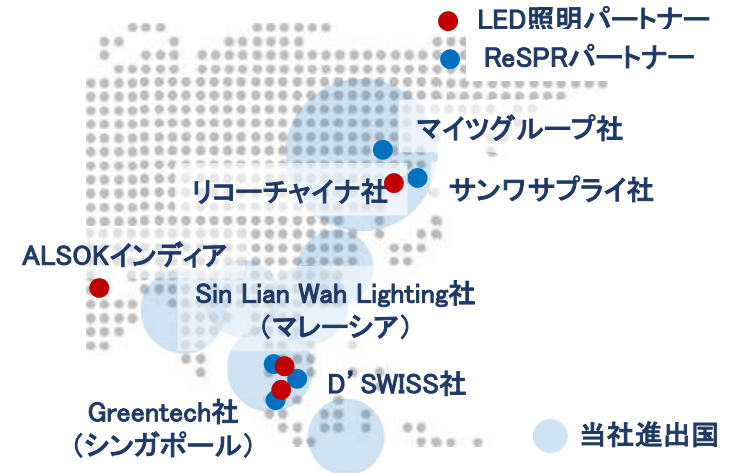 LED照明パートナー
ReSPRパートナー
マイツグループ社
リコーチャイナ社
サンワサプライ社
ALSOKインディア
Sin Lian Wah Lighting社
（マレーシア）
D’SWISS社
Greentech社
（シンガポール）
当社進出国